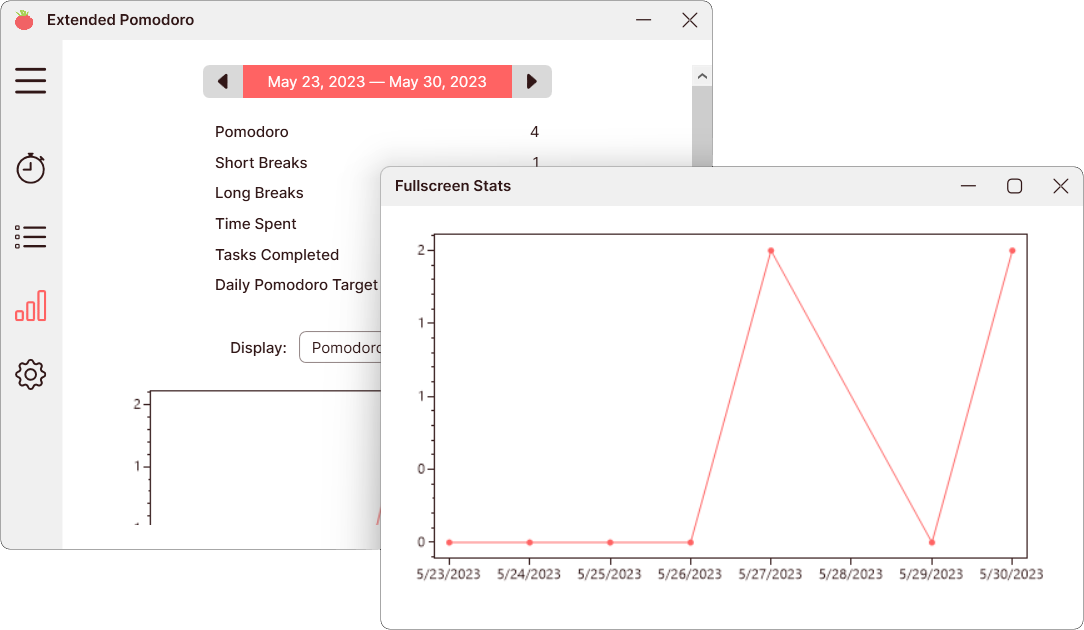 Extended Pomodoro
May 23, 2023 — May 30, 2023
Pomodoro 4
Short Breaks 1
Long Breaks
Time Spent
Tasks Completed
Daily Pomodoro Target
Display: Pomodoro
2
1
Fullscreen Stats
2
1
1
0
0
5/23/2023 5/24/2023 5/25/2023 5/26/2023 5/27/2023 5/28/2023 5/29/2023 5/30/2023